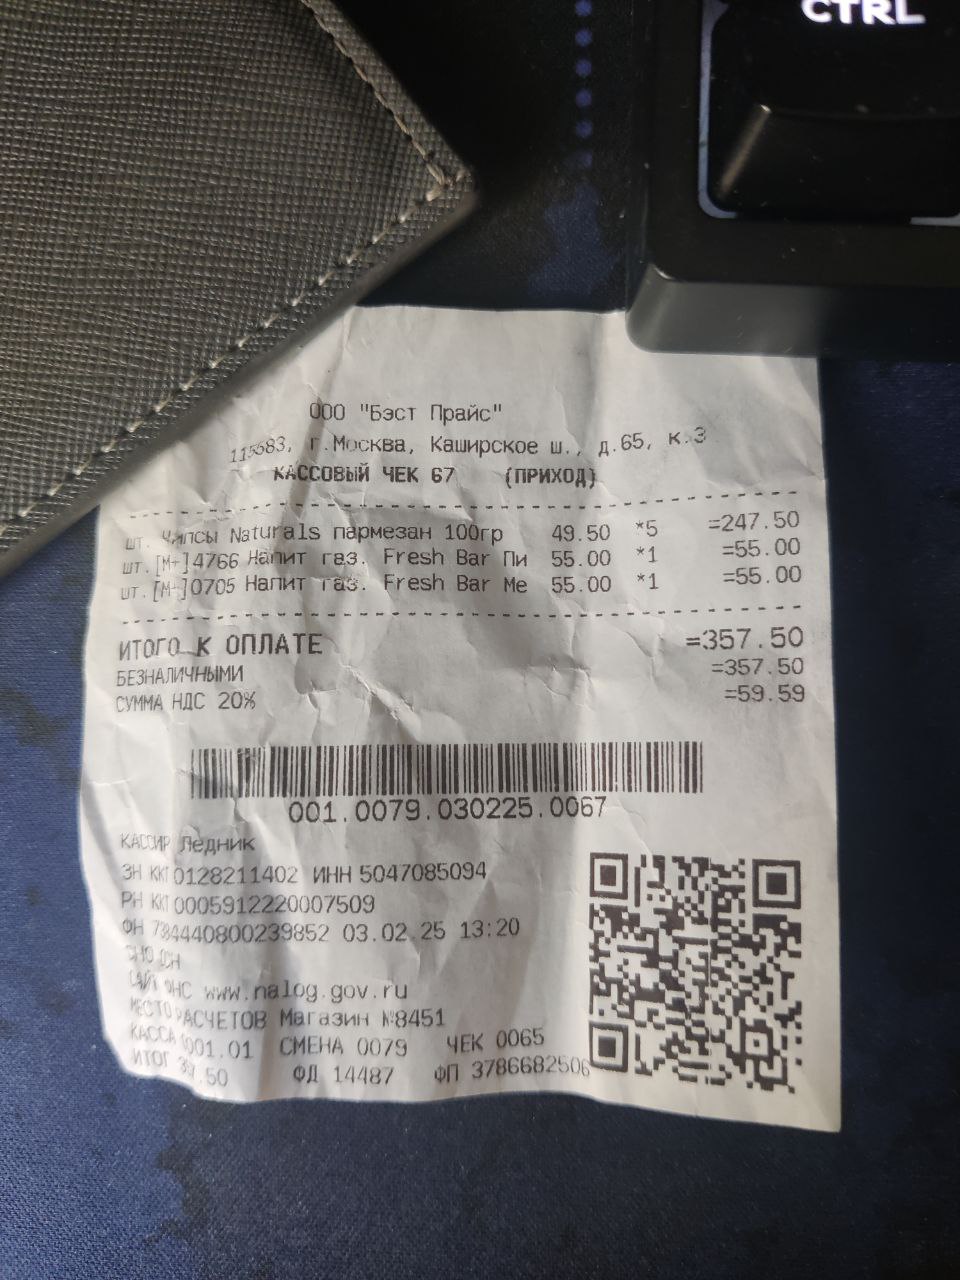 CTRL
ООО "Бэст Прайс"
115583, г.Москва, Каширское ш., д.65, к.3
КАССОВЫЙ ЧЕК 67 (ПРИХОД)
шт. Чипсы Naturals пармезан 100гр 49.50 *5 =247.50
шт.[М+]4766 Напит газ. Fresh Bar Пи 55.00 *1 =55.00
шт.[М+]0705 Напит газ. Fresh Bar Ме 55.00 *1 =55.00
ИТОГО К ОПЛАТЕ =357.50
БЕЗНАЛИЧНЫМИ =357.50
СУММА НДС 20% =59.59
001.0079.030225.0067
КАССИР Ледник
ЗН ККТ 0128211402 ИНН 5047085094
РН ККТ 0005912220007509
ФН 7384440800239852 03.02.25 13:20
СНО ОСН
САЙТ ФНС www.nalog.gov.ru
МЕСТО РАСЧЕТОВ Магазин №8451
КАССА 001.01 СМЕНА 0079 ЧЕК 0065
ИТОГ 357.50 ФД 14487 ФП 3786682506